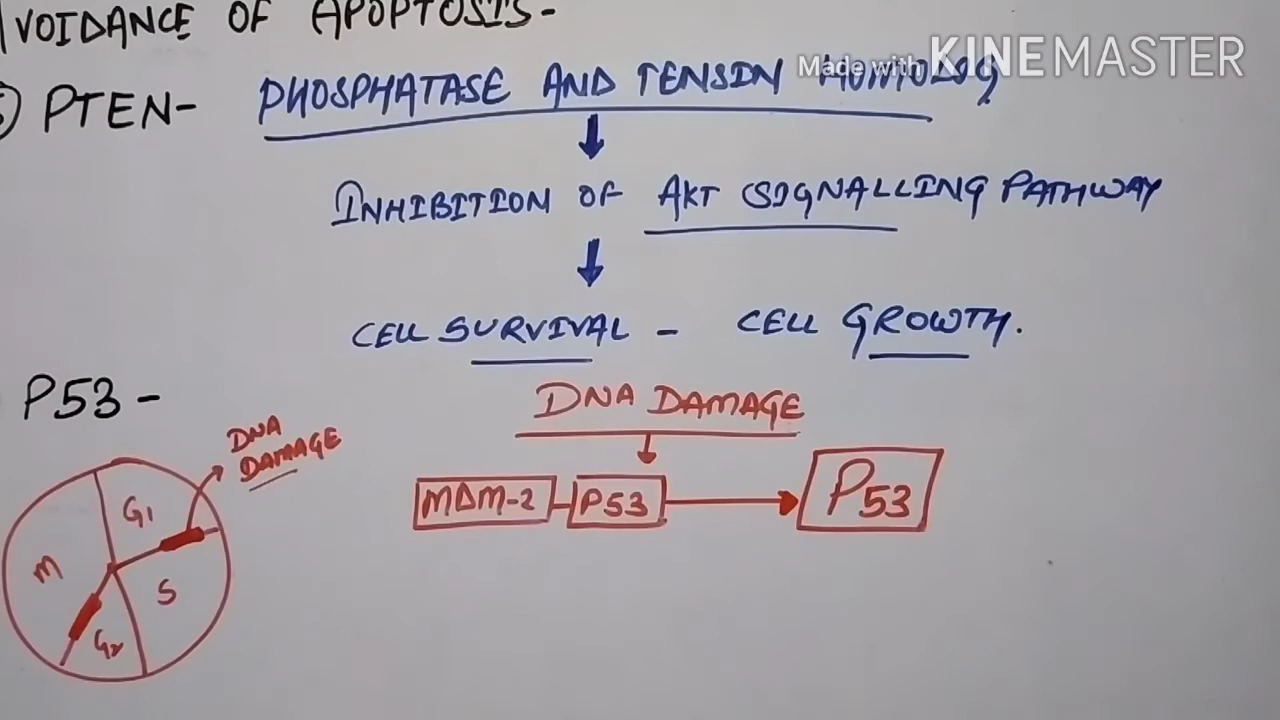 VOIDANCE OF APOPTOSIS-
Made with KINEMASTER
PTEN- PHOSPHATASE AND TENSIN HOMOLOG
INHIBITION OF AKT SIGNALLING PATHWAY
CELL SURVIVAL - CELL GROWTH.
P53-
DNA DAMAGE
DNA
DAMAGE
MDM-2 P53 P53
G1
M
S
G2